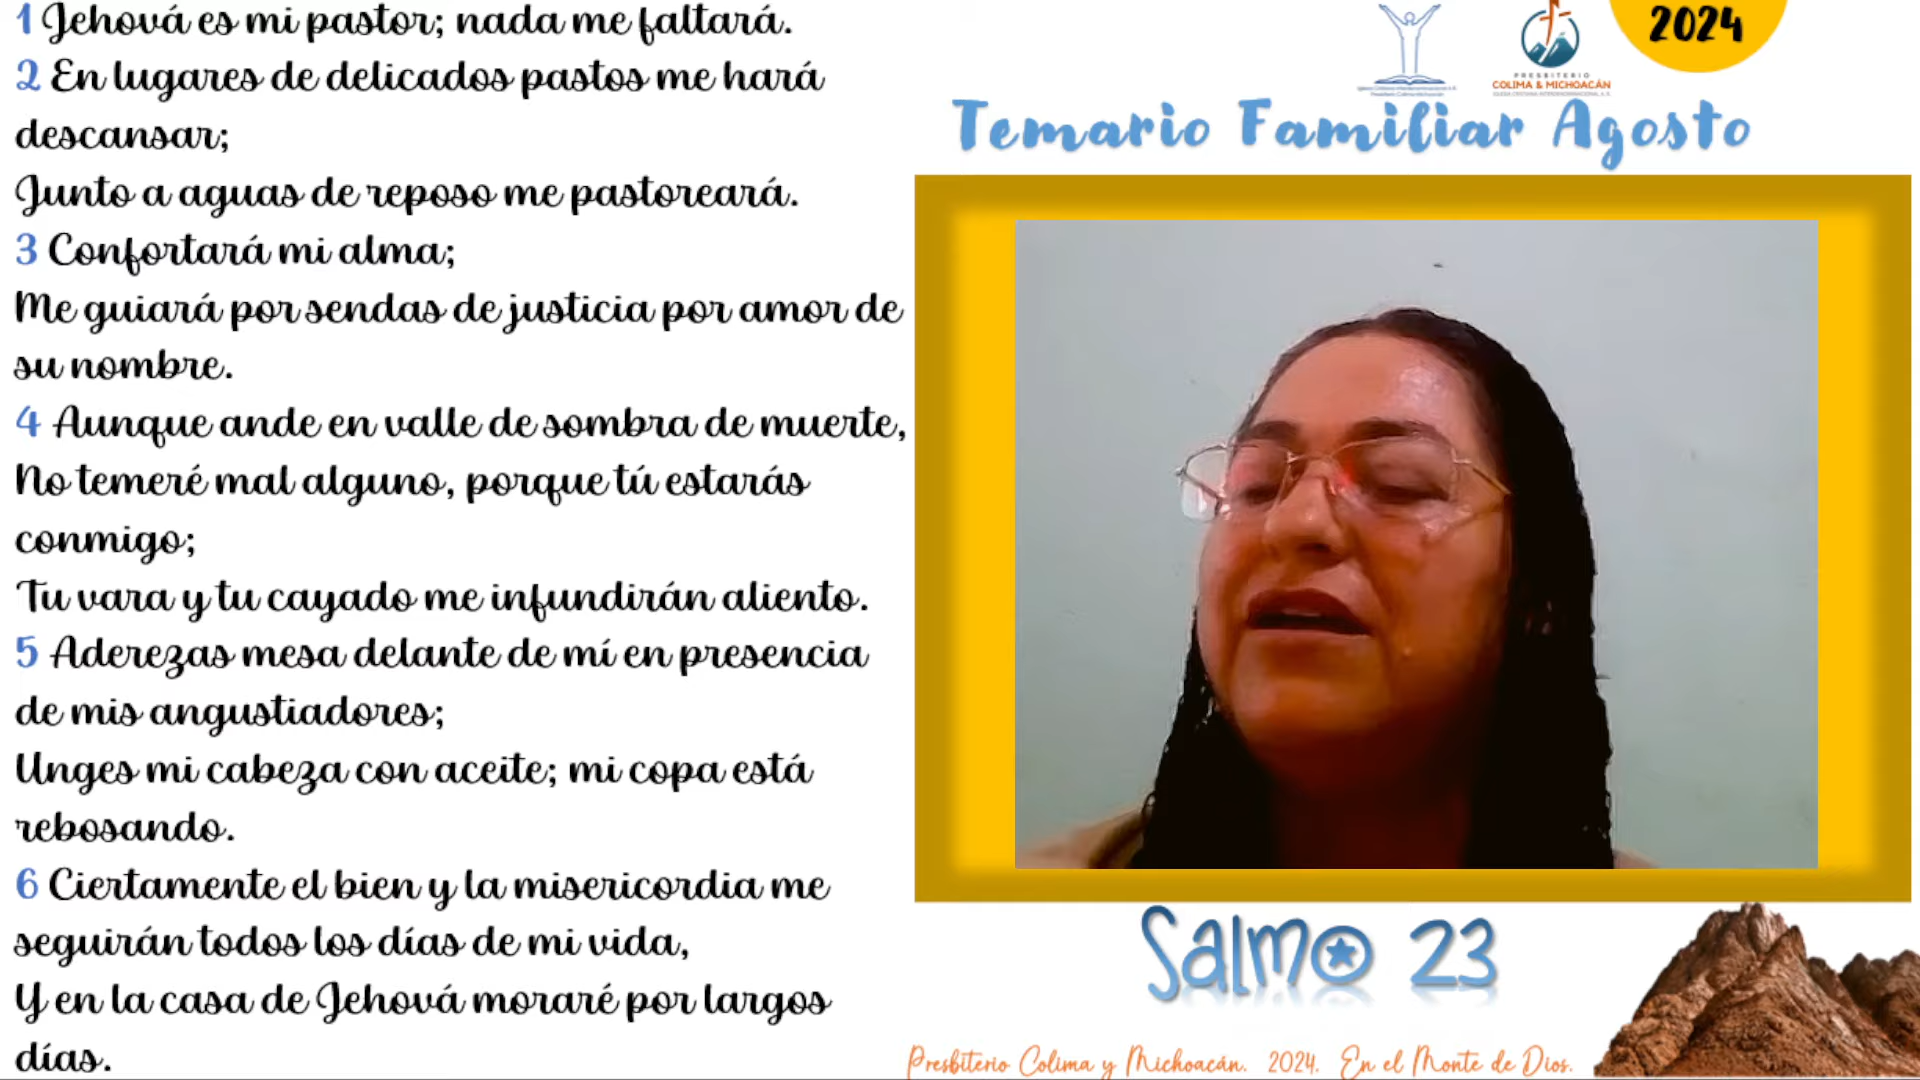 1 Jehová es mi pastor; nada me faltará.
2 En lugares de delicados pastos me hará
descansar;
Junto a aguas de reposo me pastoreará.
3 Confortará mi alma;
Me guiará por sendas de justicia por amor de
su nombre.
4 Aunque ande en valle de sombra de muerte,
No temeré mal alguno, porque tú estarás
conmigo;
Tu vara y tu cayado me infundirán aliento.
5 Aderezas mesa delante de mí en presencia
de mis angustiadores;
Unges mi cabeza con aceite; mi copa está
rebosando.
6 Ciertamente el bien y la misericordia me
seguirán todos los días de mi vida,
Y en la casa de Jehová moraré por largos
días.
2024
PRESBITERIO
COLIMA & MICHOACÁN
Temario Familiar Agosto
Salmo 23
Presbiterio Colima y Michoacán. 2024. En el Monte de Dios.